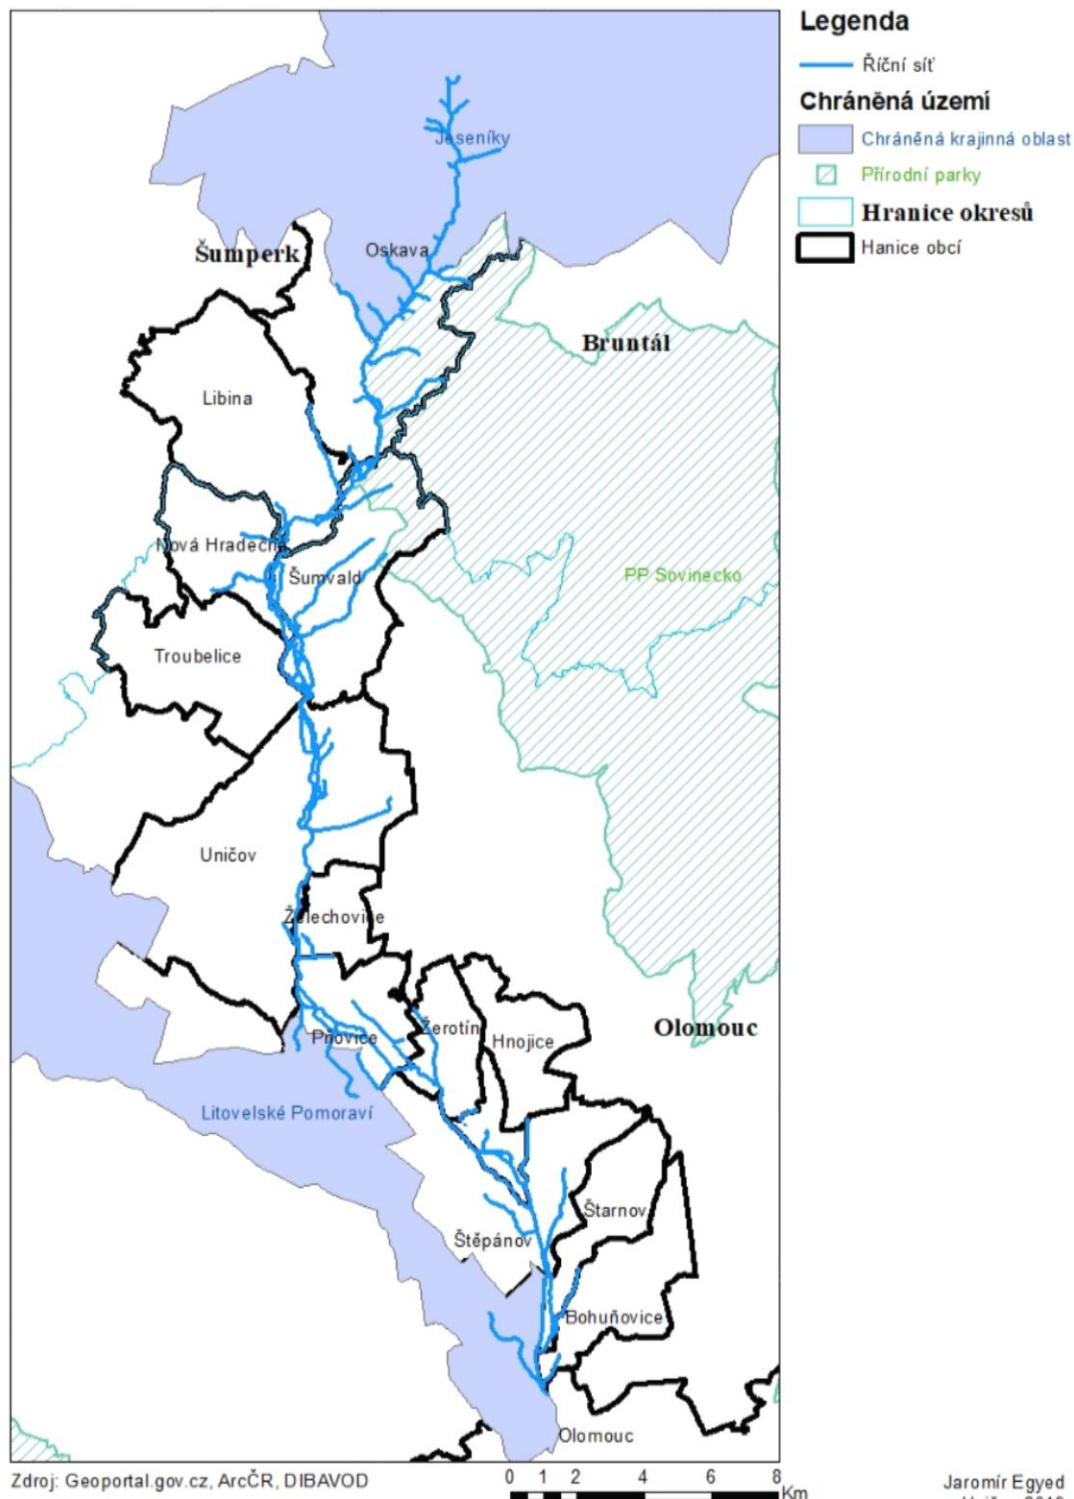 Legenda
Říční síť
Chráněná území
Chráněná krajinná oblast
Přírodní parky
Hranice okresů
Hanice obcí
Jeseníky
Oskava
Šumperk
Bruntál
Libina
Nová Hradečná
Šumvald
PP Sovinecko
Troubelice
Uničov
Želechovice
Pňovice
Žerotín
Hnojice
Olomouc
Litovelské Pomoraví
Štarnov
Štěpánov
Bohuňovice
Olomouc
Zdroj: Geoportal.gov.cz, ArcČR, DIBAVOD
0 1 2 4 6 8
Km
Jaromír Egyed